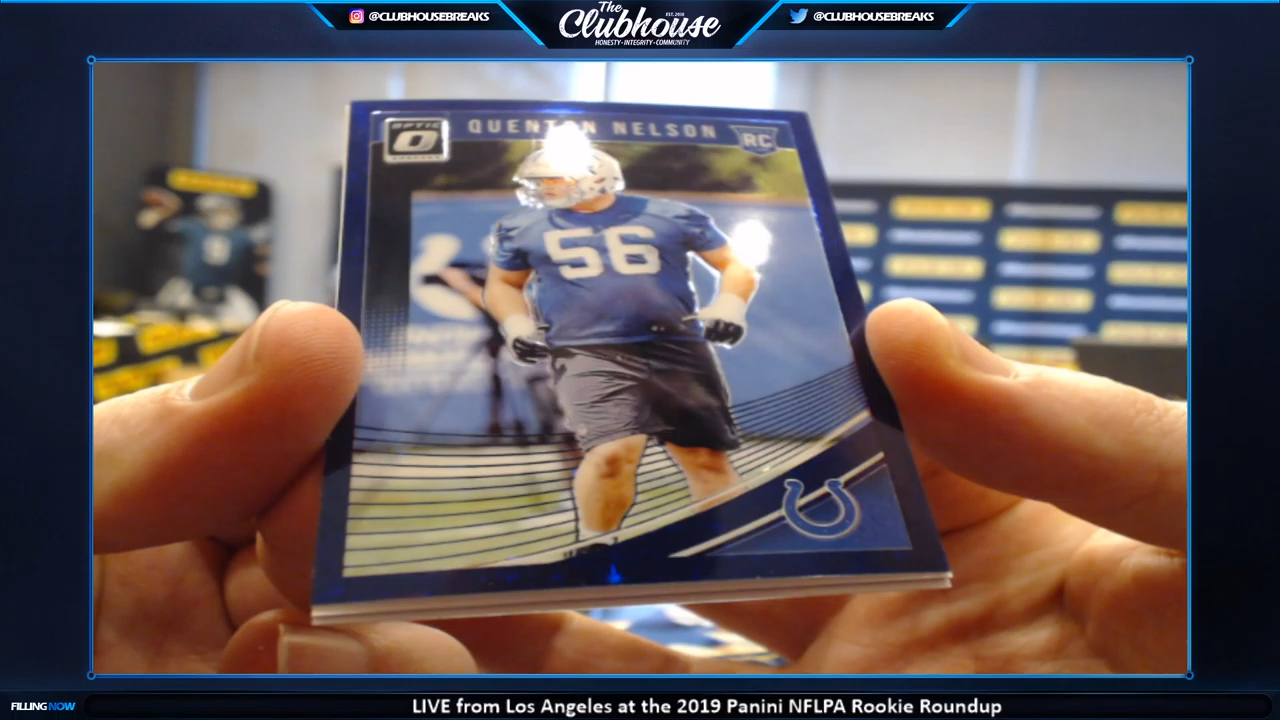 @CLUBHOUSEBREAKS
The
Clubhouse
EST. 2010
HONESTY • INTEGRITY • COMMUNITY
@CLUBHOUSEBREAKS
OPTIC
QUENTON NELSON
RC
56
FILLING NOW
LIVE from Los Angeles at the 2019 Panini NFLPA Rookie Roundup